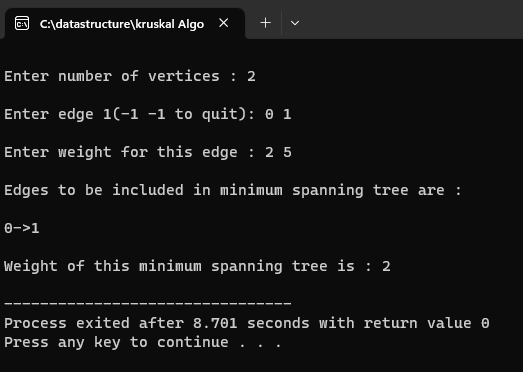 C:\datastructure\kruskal Algo
Enter number of vertices : 2
Enter edge 1(-1 -1 to quit): 0 1
Enter weight for this edge : 2 5
Edges to be included in minimum spanning tree are :
0->1
Weight of this minimum spanning tree is : 2
--------------------------------
Process exited after 8.701 seconds with return value 0
Press any key to continue . . .